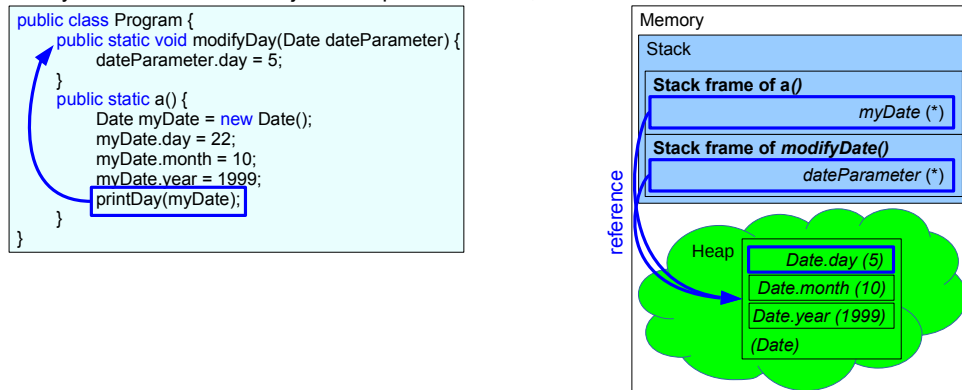 public class Program {
public static void modifyDay(Date dateParameter) {
dateParameter.day = 5;
}
public static a() {
Date myDate = new Date();
myDate.day = 22;
myDate.month = 10;
myDate.year = 1999;
printDay(myDate);
}
}
Memory
Stack
Stack frame of a()
myDate (*)
Stack frame of modifyDate()
dateParameter (*)
reference
Heap
Date.day (5)
Date.month (10)
Date.year (1999)
(Date)